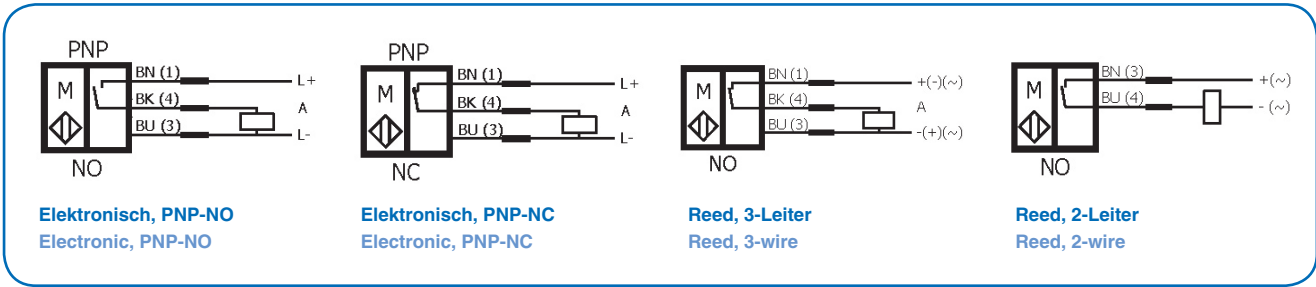 PNP
M
BN (1)
BK (4)
BU (3)
L+
A
L-
NO
Elektronisch, PNP-NO
Electronic, PNP-NO
PNP
M
BN (1)
BK (4)
BU (3)
L+
A
L-
NC
Elektronisch, PNP-NC
Electronic, PNP-NC
M
BN (1)
BK (4)
BU (3)
+(-)(~)
A
-(+)(~)
NO
Reed, 3-Leiter
Reed, 3-wire
M
BN (3)
BU (4)
+(~)
- (~)
NO
Reed, 2-Leiter
Reed, 2-wire